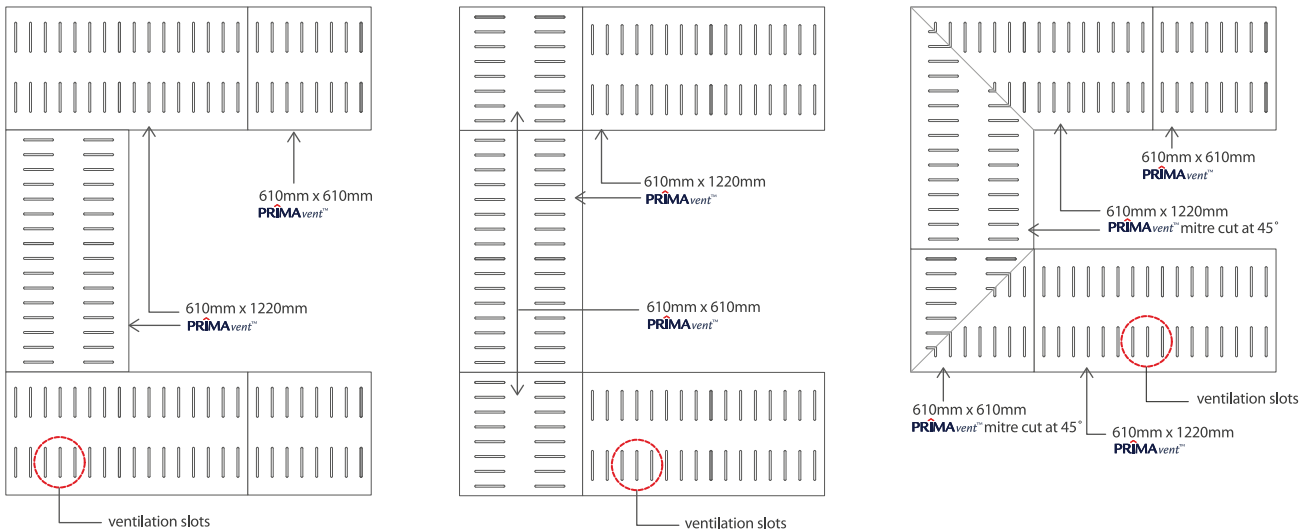 610mm x 610mm
PRIMAvent™
610mm x 1220mm
PRIMAvent™
ventilation slots
610mm x 1220mm
PRIMAvent™
610mm x 610mm
PRIMAvent™
ventilation slots
610mm x 610mm
PRIMAvent™
610mm x 1220mm
PRIMAvent™ mitre cut at 45˚
ventilation slots
610mm x 610mm
PRIMAvent™ mitre cut at 45˚
610mm x 1220mm
PRIMAvent™